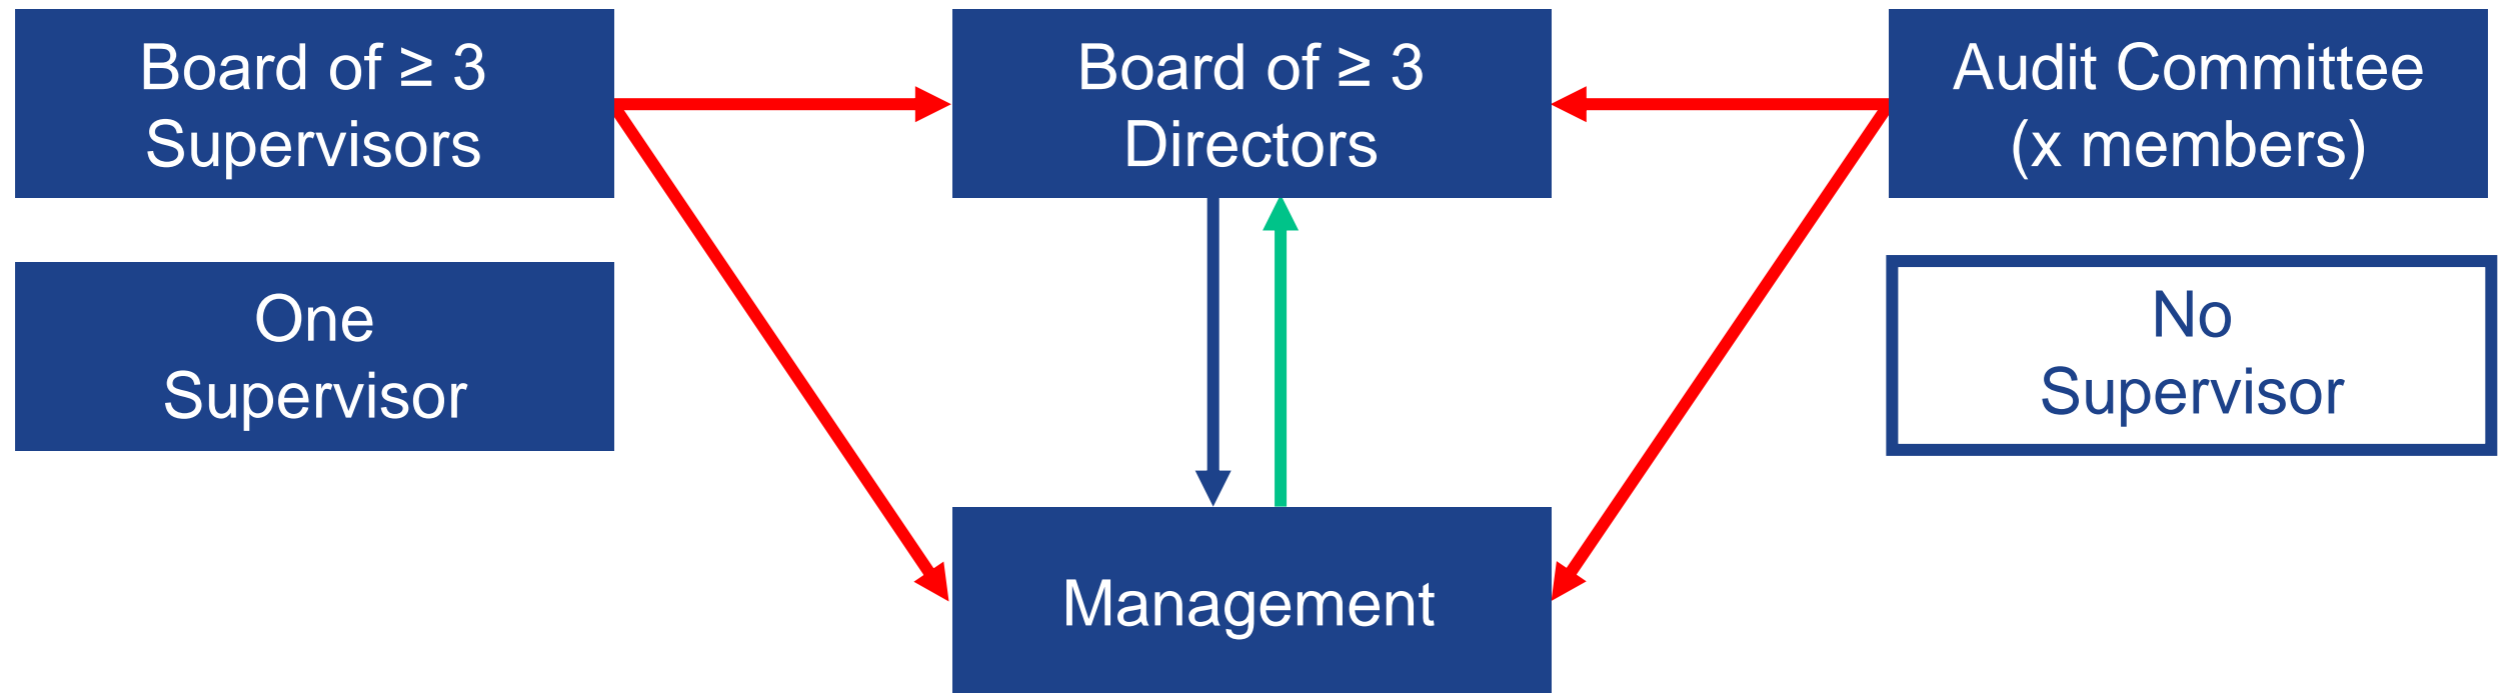 Board of ≥ 3
Supervisors
Board of ≥ 3
Directors
Audit Committee
(x members)
One
Supervisor
No
Supervisor
Management